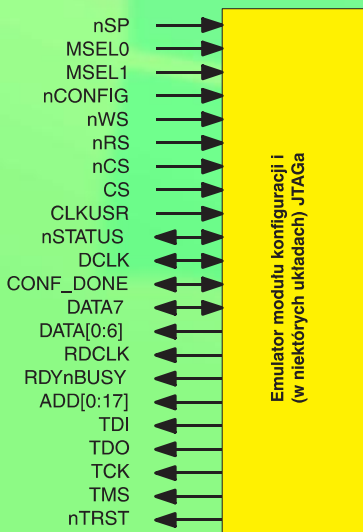 nSP
MSEL0
MSEL1
nCONFIG
nWS
nRS
nCS
CS
CLKUSR
nSTATUS
DCLK
CONF_DONE
DATA7
DATA[0:6]
RDCLK
RDYnBUSY
ADD[0:17]
TDI
TDO
TCK
TMS
nTRST
Emulator modułu konfiguracji i
(w niektórych układach) JTAGa